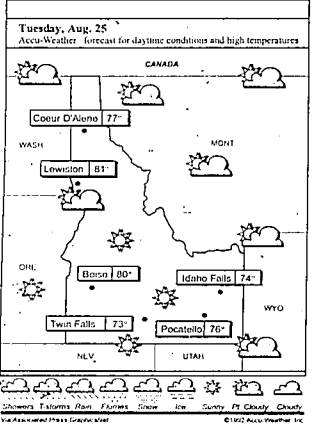 Tuesday, Aug. 25
Accu-Weather forecast for daytime conditions and high temperatures
CANADA
Coeur D'Alene 77°
WASH
MONT
Lewiston 81°
ORE
Boise 80°
Idaho Falls 74°
WYO
Twin Falls 73°
Pocatello 76°
NEV
UTAH
Showers T-storms Rain Flurries Snow Ice Sunny Pt. Cloudy Cloudy
Via Associated Press GraphicsNet
©1992 Accu-Weather, Inc.